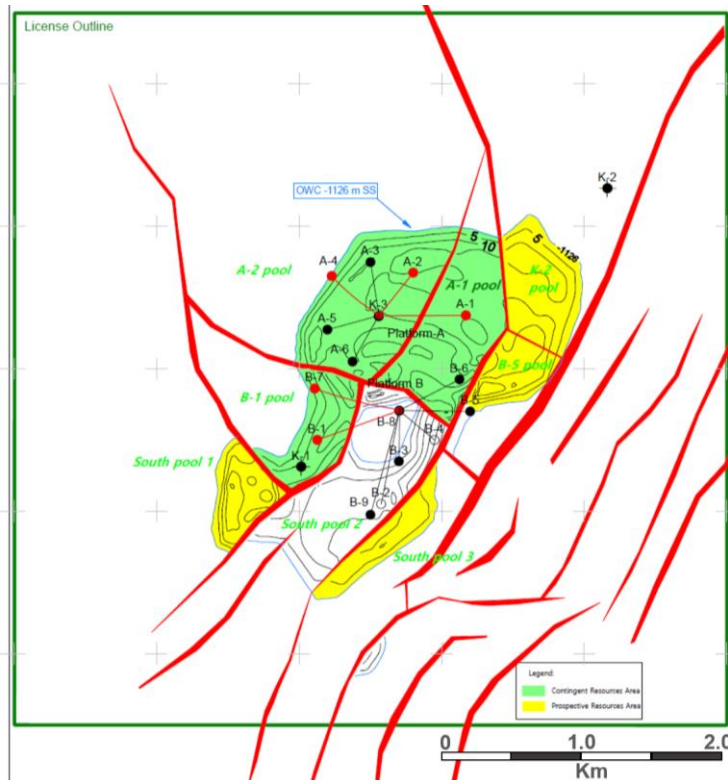 License Outline
K-2
OWC -1126 m SS
5
10
5
-1126
A-3
A-4
A-2
A-2 pool
K-2
pool
A-1 pool
K-3
A-1
A-5
Platform-A
A-6
B-5 pool
B-6
B-7
Platform B
B-1 pool
B-5
B-8
B-4
B-1
South pool 1
K-1
B-3
B-2
B-9
South pool 2
South pool 3
Legend:
Contingent Resources Area
Prospective Resources Area
0
1.0
2.0
Km